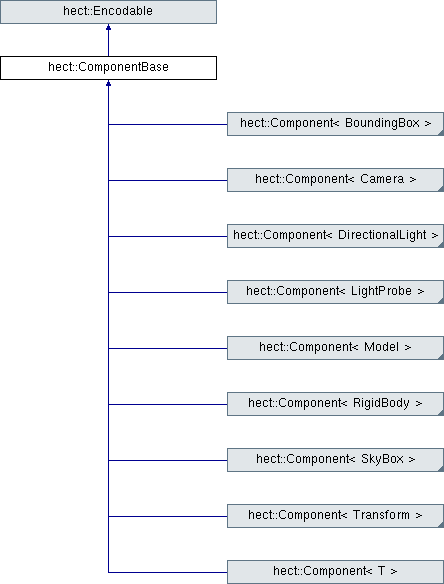 hect::Encodable
hect::ComponentBase
hect::Component< BoundingBox >
hect::Component< Camera >
hect::Component< DirectionalLight >
hect::Component< LightProbe >
hect::Component< Model >
hect::Component< RigidBody >
hect::Component< SkyBox >
hect::Component< Transform >
hect::Component< T >